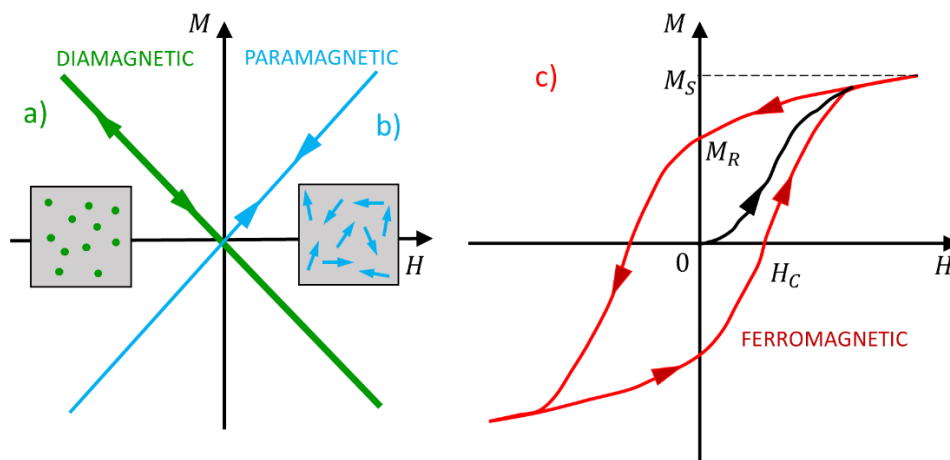 M
DIAMAGNETIC
PARAMAGNETIC
a)
b)
H
M
c)
M_S
M_R
0
H_C
H
FERROMAGNETIC